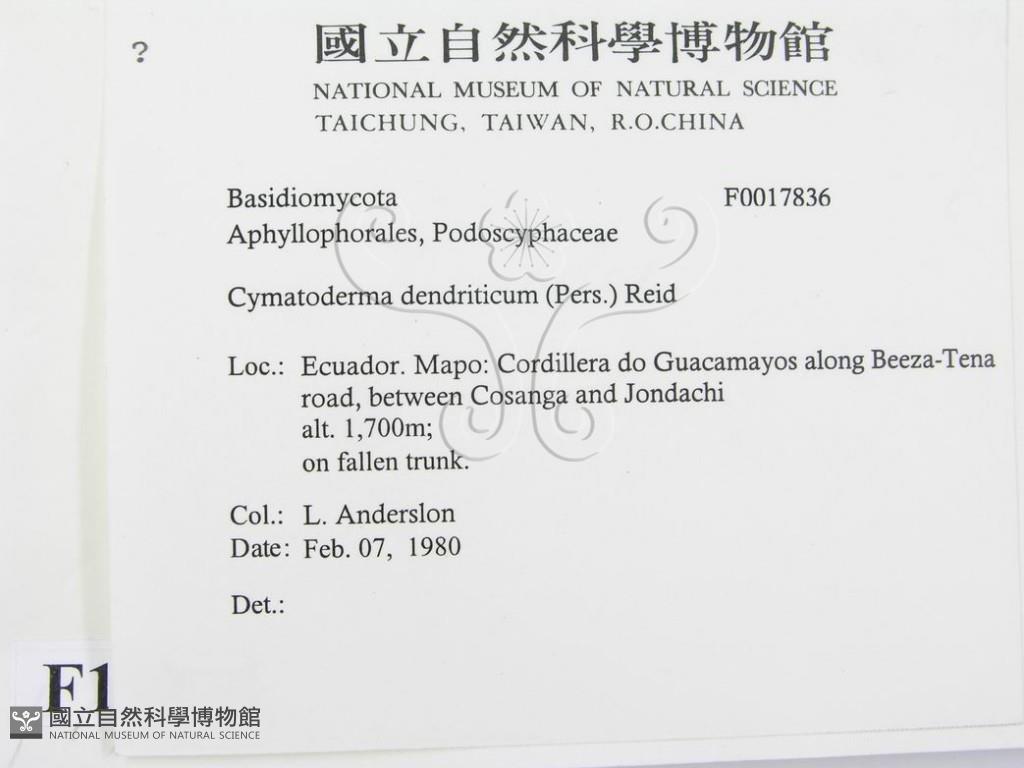 ?
國立自然科學博物館
NATIONAL MUSEUM OF NATURAL SCIENCE
TAICHUNG, TAIWAN, R.O.CHINA
Basidiomycota F0017836
Aphyllophorales, Podoscyphaceae
Cymatoderma dendriticum (Pers.) Reid
Loc.: Ecuador. Mapo: Cordillera do Guacamayos along Beeza-Tena
road, between Cosanga and Jondachi
alt. 1,700m;
on fallen trunk.
Col.: L. Anderslon
Date: Feb. 07, 1980
Det.:
F1
國立自然科學博物館
NATIONAL MUSEUM OF NATURAL SCIENCE